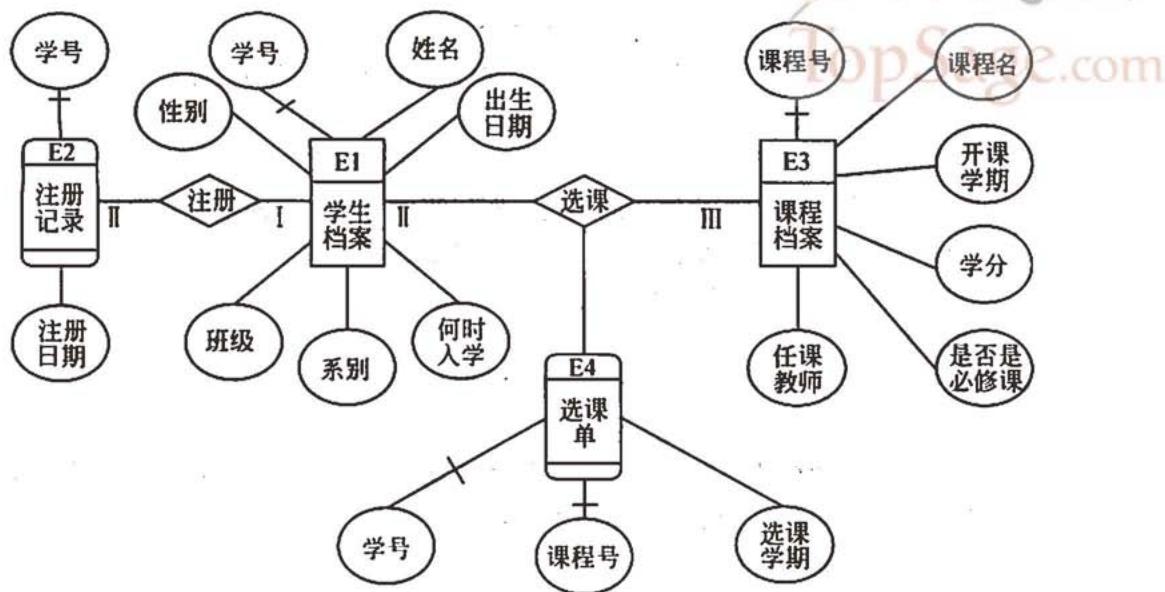 TopSage.com
学号
学号
姓名
课程号
课程名
性别
出生
日期
E2
注册
记录
II
注册
I
E1
学生
档案
II
选课
III
E3
课程
档案
开课
学期
学分
注册
日期
班级
系别
何时
入学
E4
选课
单
任课
教师
是否是
必修课
学号
课程号
选课
学期